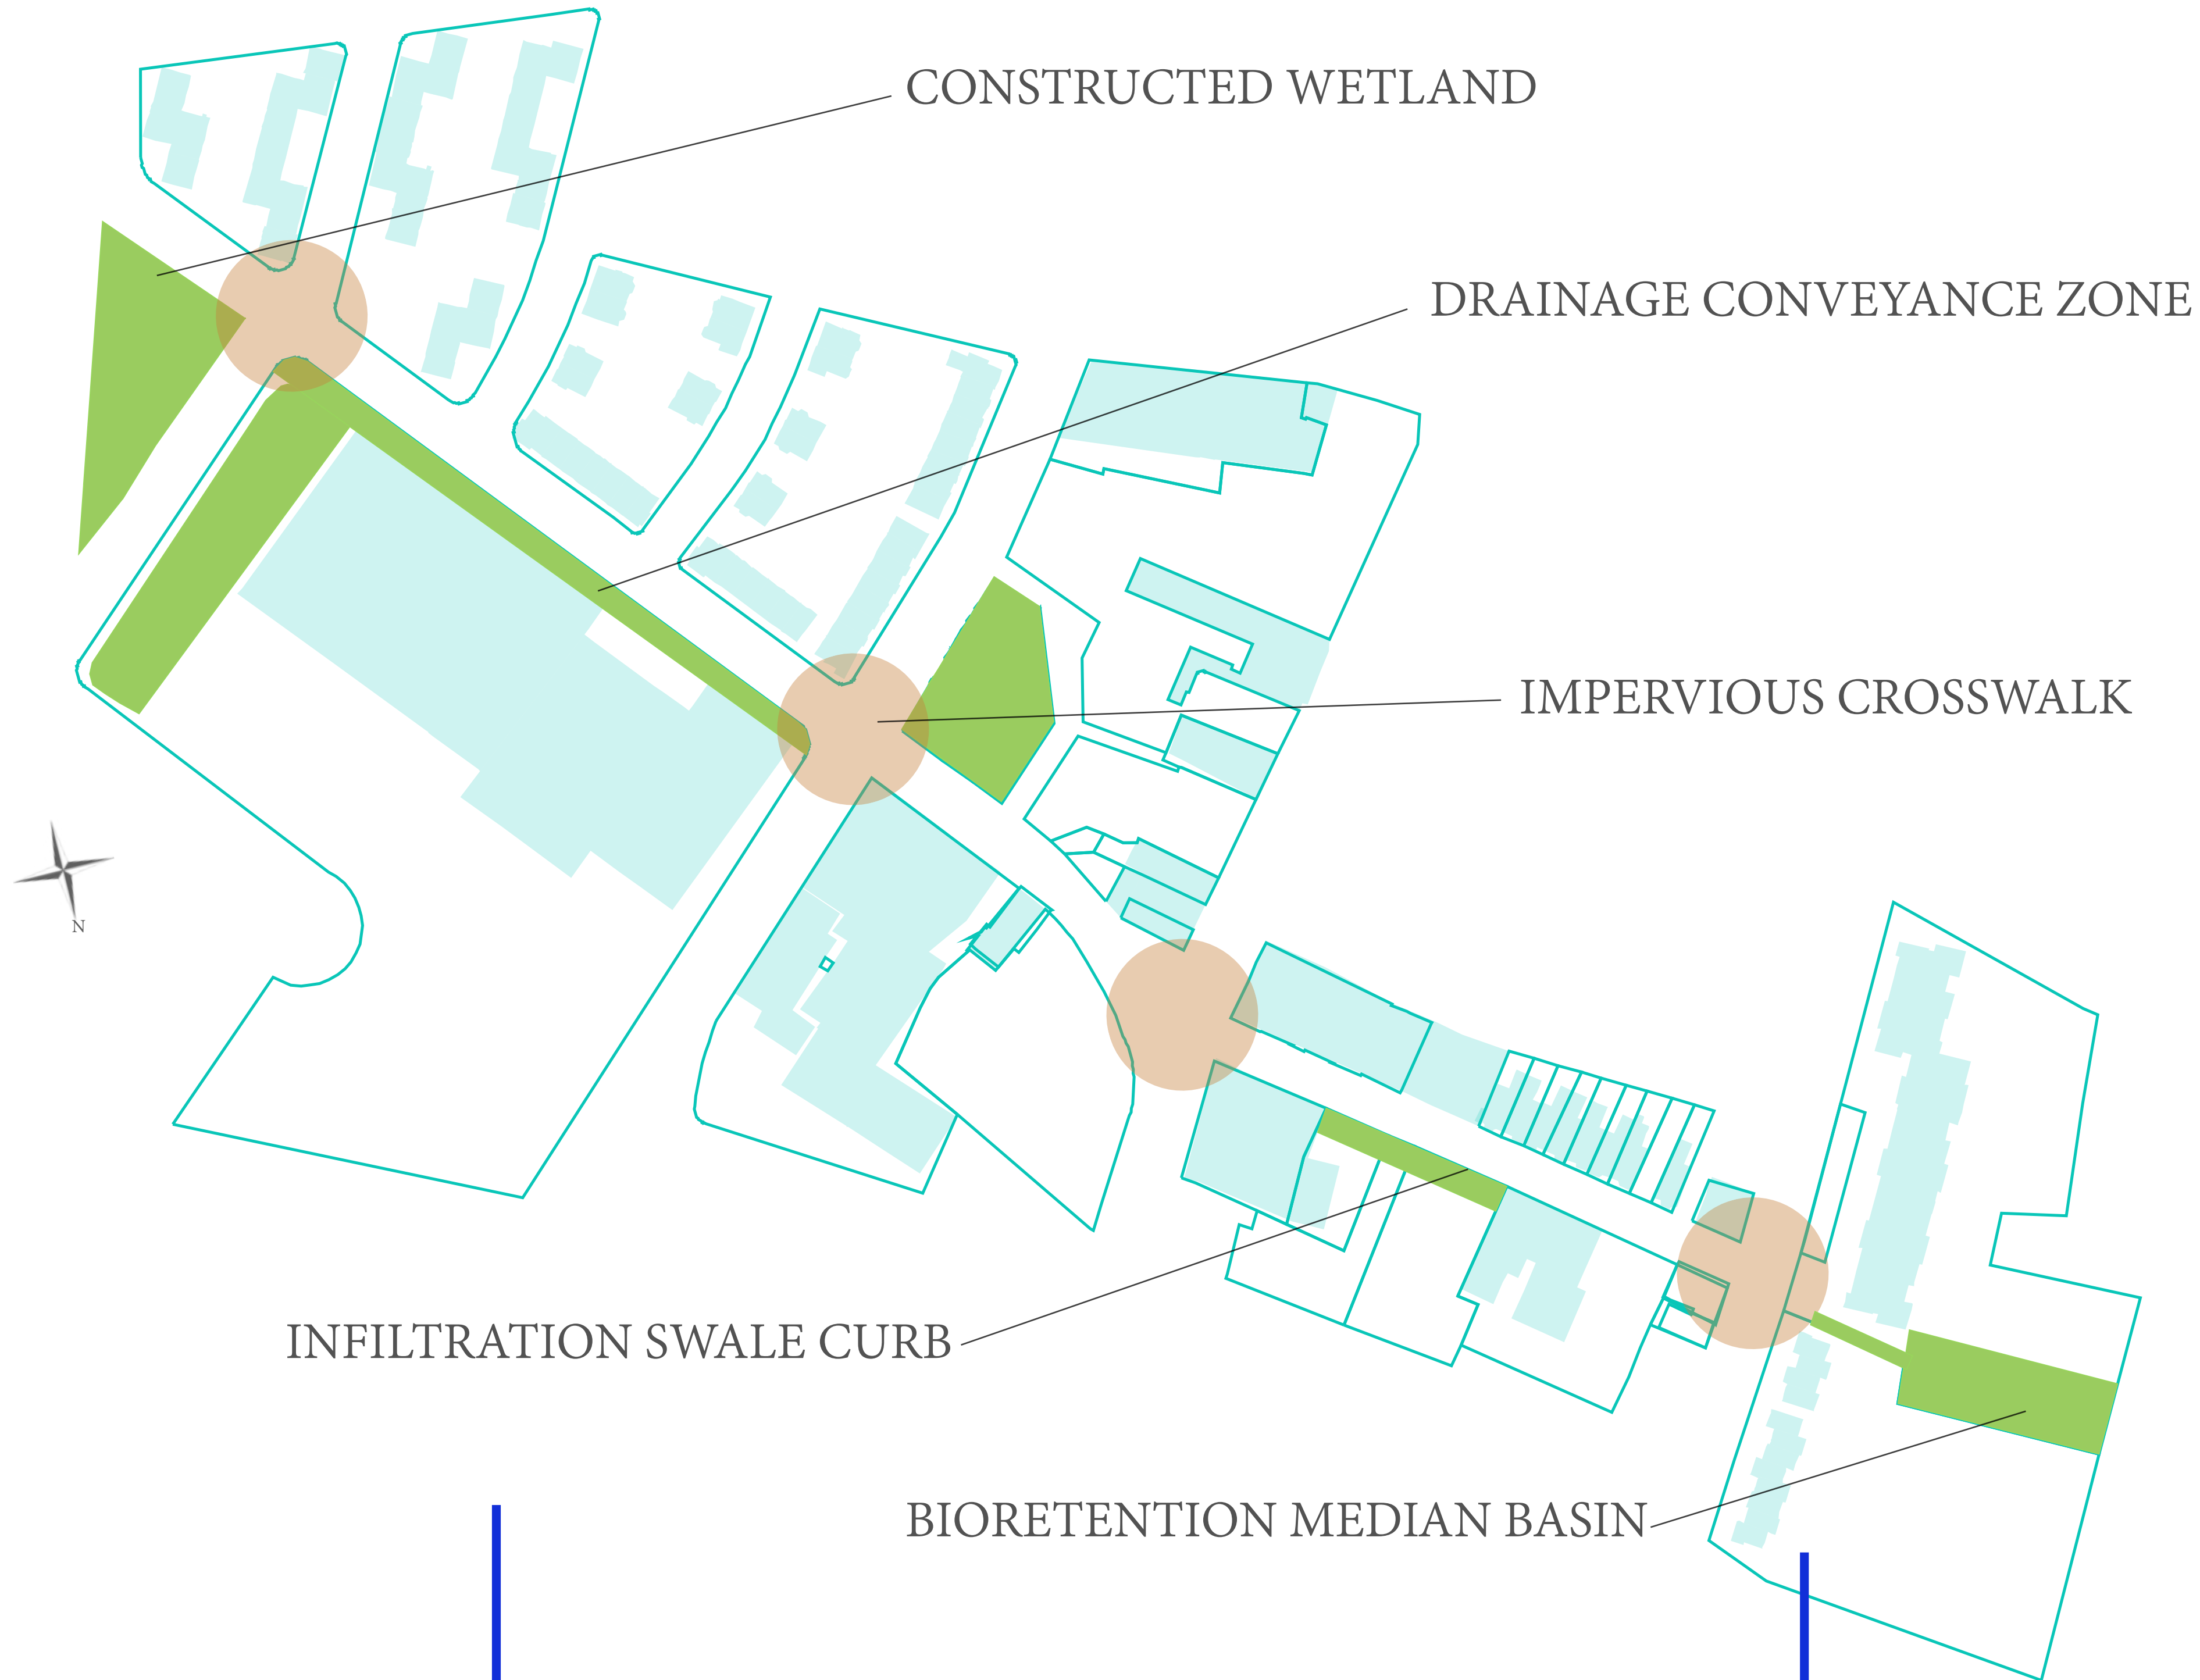 CONSTRUCTED WETLAND
DRAINAGE CONVEYANCE ZONE
IMPERVIOUS CROSSWALK
N
INFILTRATION SWALE CURB
BIORETENTION MEDIAN BASIN